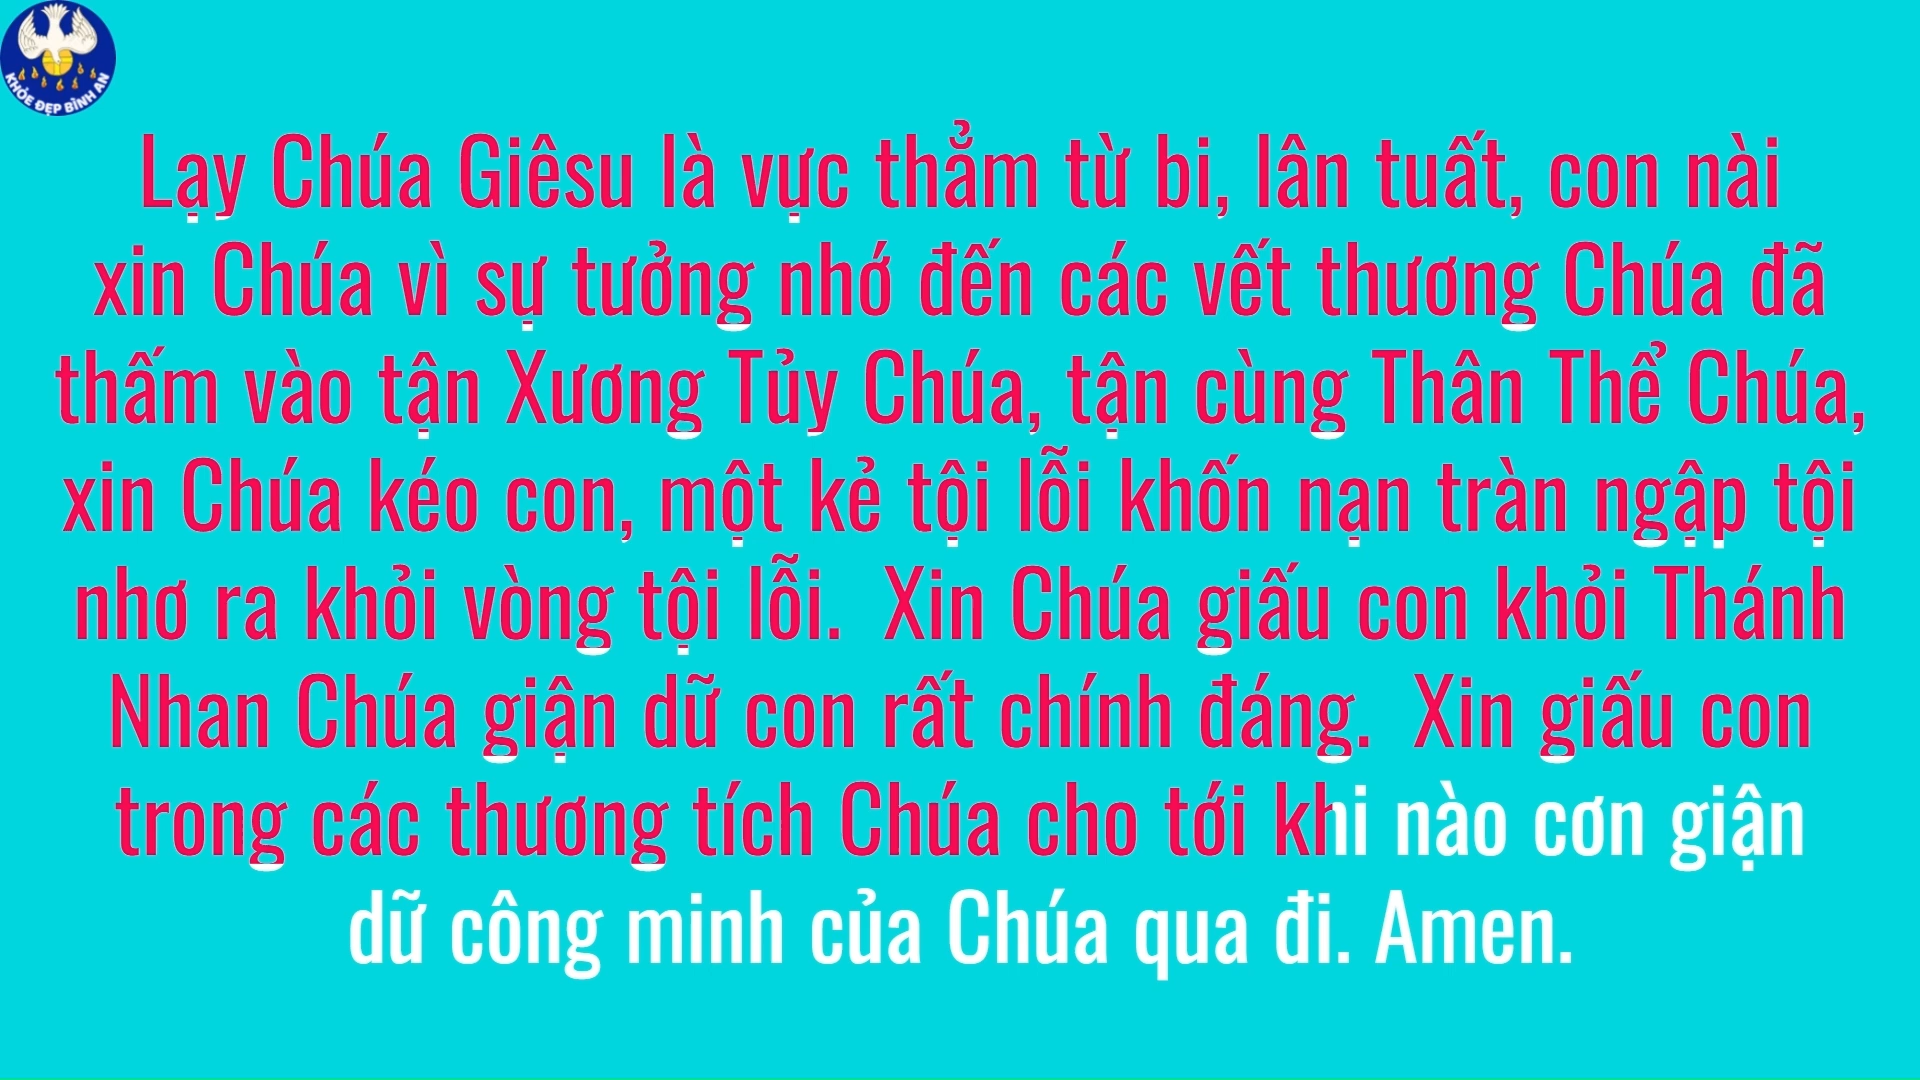 KHỎE ĐẸP BÌNH AN
Lạy Chúa Giêsu là vực thẳm từ bi, lân tuất, con nài
xin Chúa vì sự tưởng nhớ đến các vết thương Chúa đã
thấm vào tận Xương Tủy Chúa, tận cùng Thân Thể Chúa,
xin Chúa kéo con, một kẻ tội lỗi khốn nạn tràn ngập tội
nhơ ra khỏi vòng tội lỗi. Xin Chúa giấu con khỏi Thánh
Nhan Chúa giận dữ con rất chính đáng. Xin giấu con
trong các thương tích Chúa cho tới khi nào cơn giận
dữ công minh của Chúa qua đi. Amen.